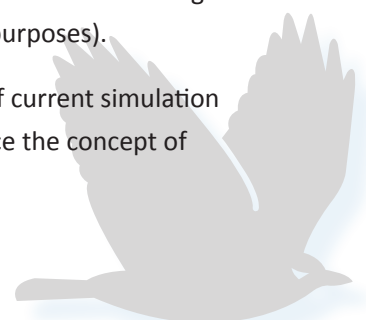 purposes).
f current simulation
ce the concept of